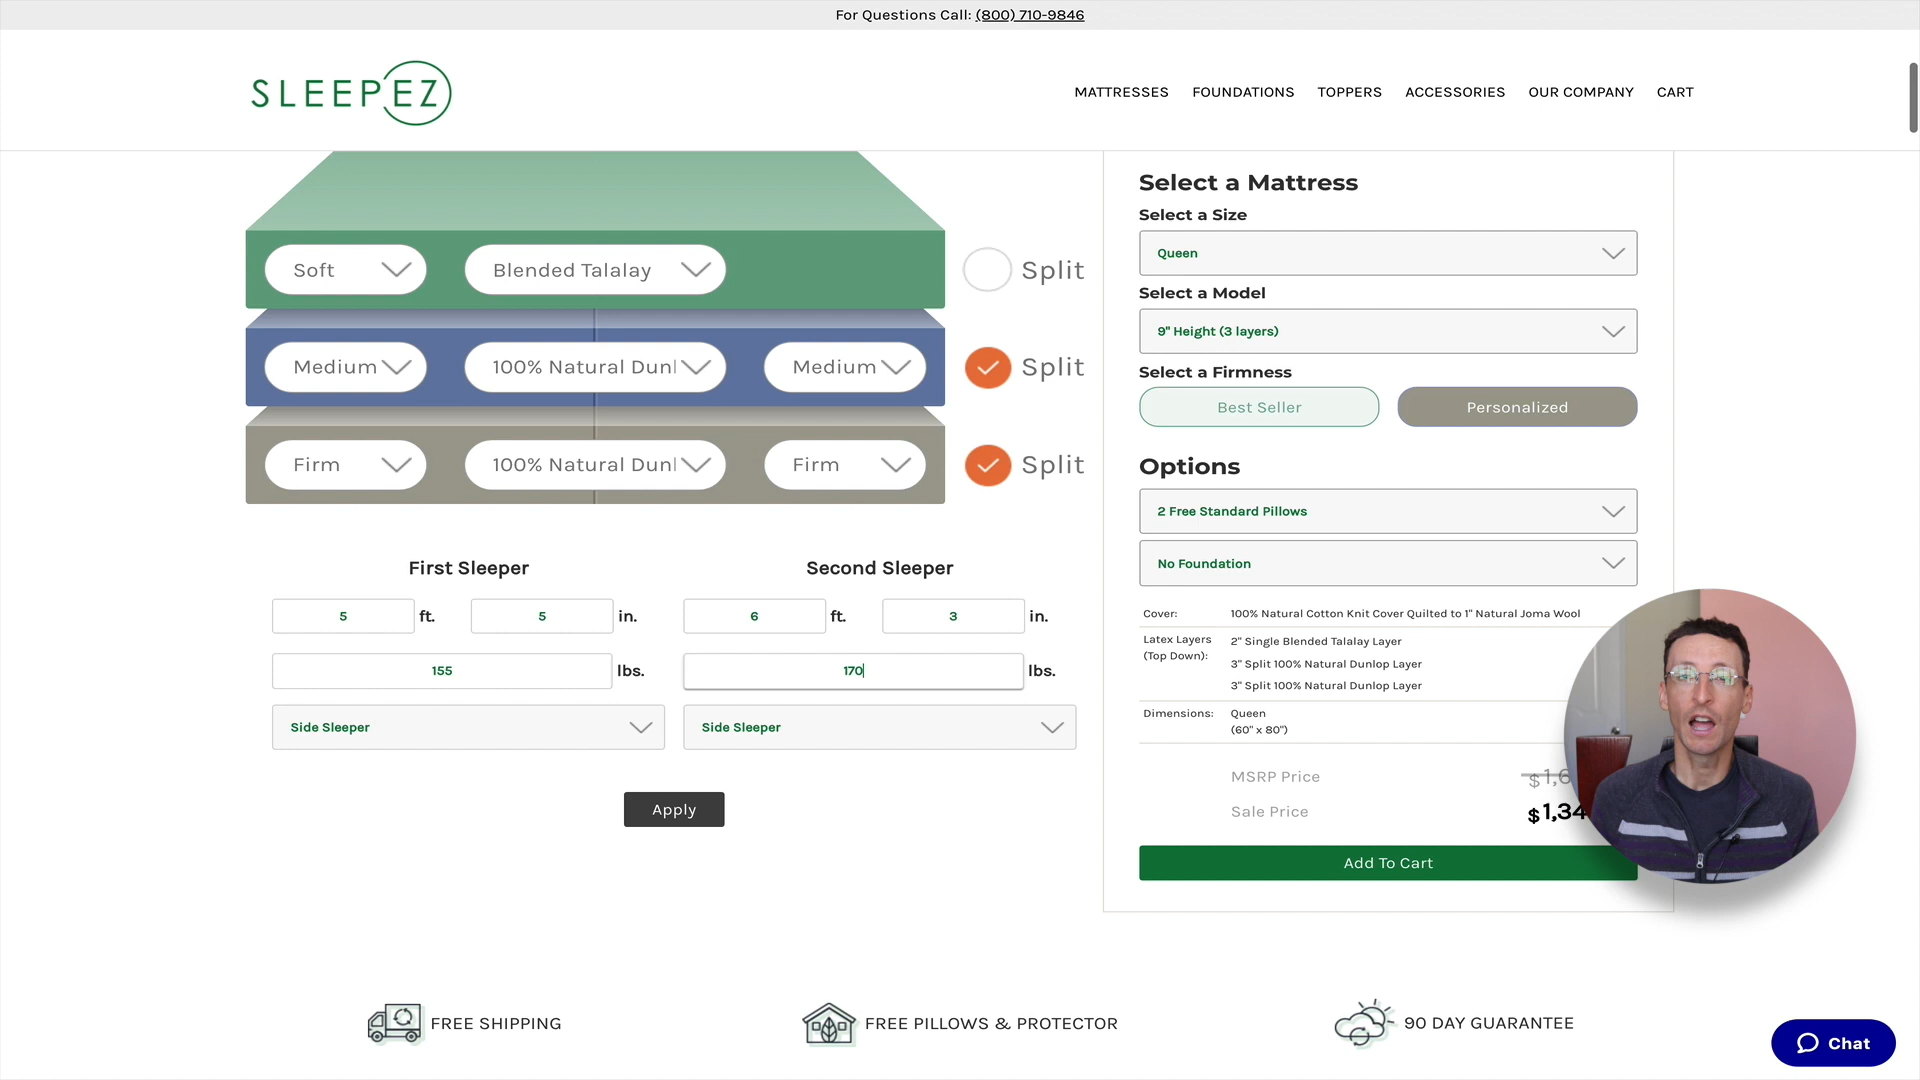 For Questions Call: (800) 710-9846
SLEEPEZ
MATTRESSES FOUNDATIONS TOPPERS ACCESSORIES OUR COMPANY CART
Soft Blended Talalay Split
Medium 100% Natural Dunl Medium Split
Firm 100% Natural Dunl Firm Split
First Sleeper Second Sleeper
5 ft. 5 in. 6 ft. 3 in.
155 lbs. 170 lbs.
Side Sleeper Side Sleeper
Apply
Select a Mattress
Select a Size
Queen
Select a Model
9" Height (3 layers)
Select a Firmness
Best Seller Personalized
Options
2 Free Standard Pillows
No Foundation
Cover: 100% Natural Cotton Knit Cover Quilted to 1" Natural Joma Wool
Latex Layers 2" Single Blended Talalay Layer
(Top Down):
3" Split 100% Natural Dunlop Layer
3" Split 100% Natural Dunlop Layer
Dimensions: Queen
(60" x 80")
MSRP Price $1,6
Sale Price $1,34
Add To Cart
FREE SHIPPING FREE PILLOWS & PROTECTOR 90 DAY GUARANTEE
Chat